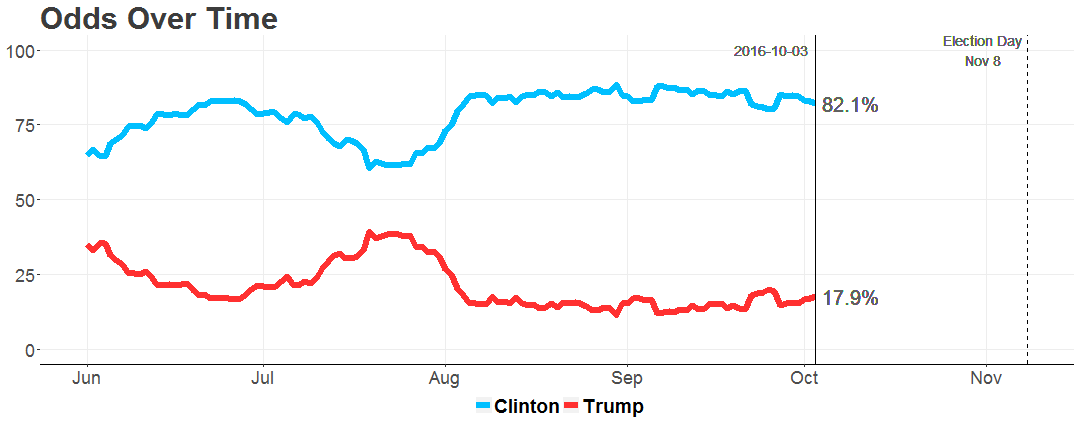 Odds Over Time
100
75
50
25
0
2016-10-03
Election Day
Nov 8
82.1%
17.9%
Jun Jul Aug Sep Oct Nov
Clinton Trump